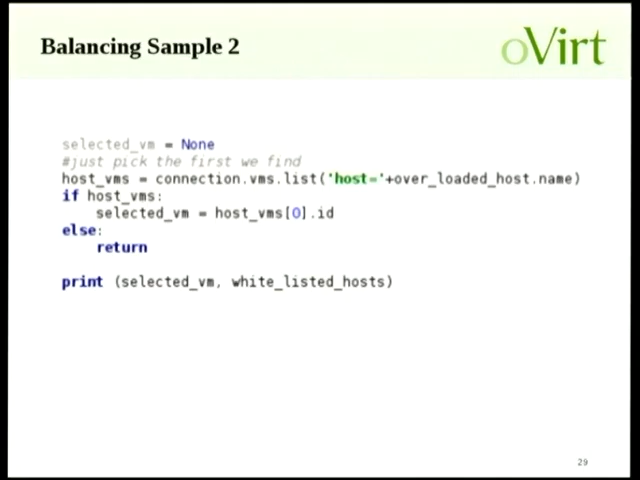 Balancing Sample 2
oVirt
selected_vm = None
#just pick the first we find
host_vms = connection.vms.list('host='+over_loaded_host.name)
if host_vms:
    selected_vm = host_vms[0].id
else:
    return
print (selected_vm, white_listed_hosts)
29